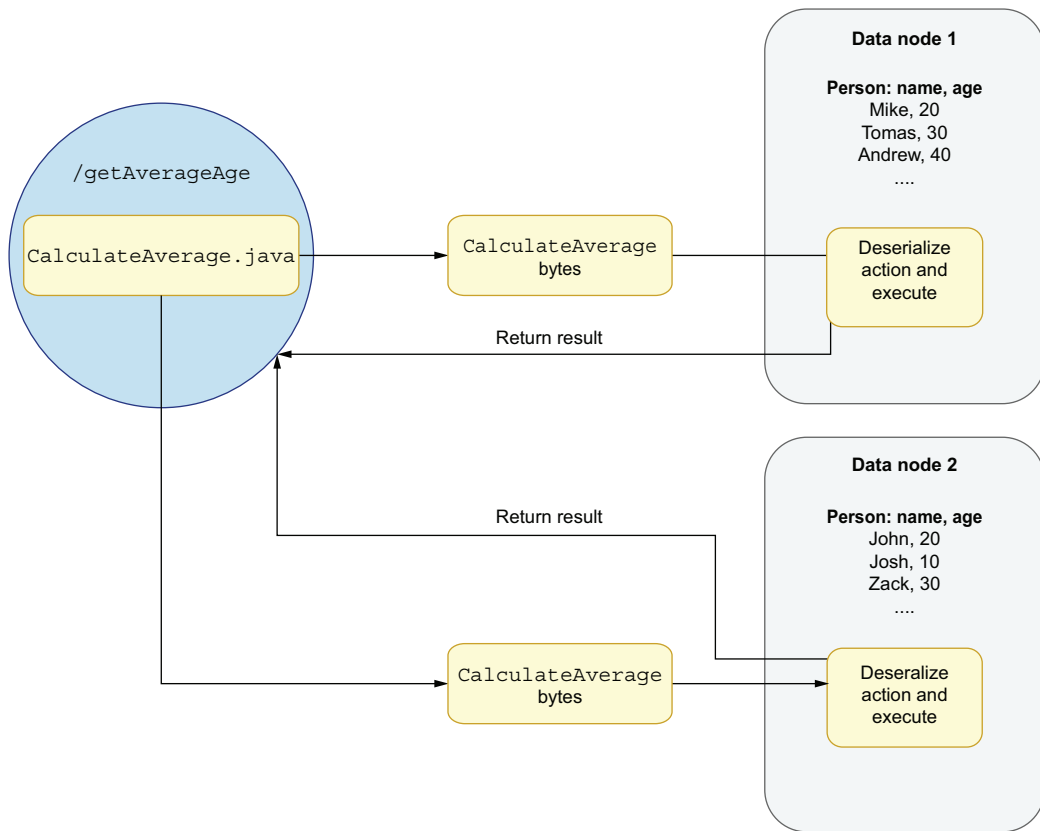 Data node 1
Person: name, age
Mike, 20
Tomas, 30
Andrew, 40
....
/getAverageAge
CalculateAverage.java
CalculateAverage
bytes
Deserialize
action and
execute
Return result
Data node 2
Person: name, age
John, 20
Josh, 10
Zack, 30
....
Return result
CalculateAverage
bytes
Deseralize
action and
execute